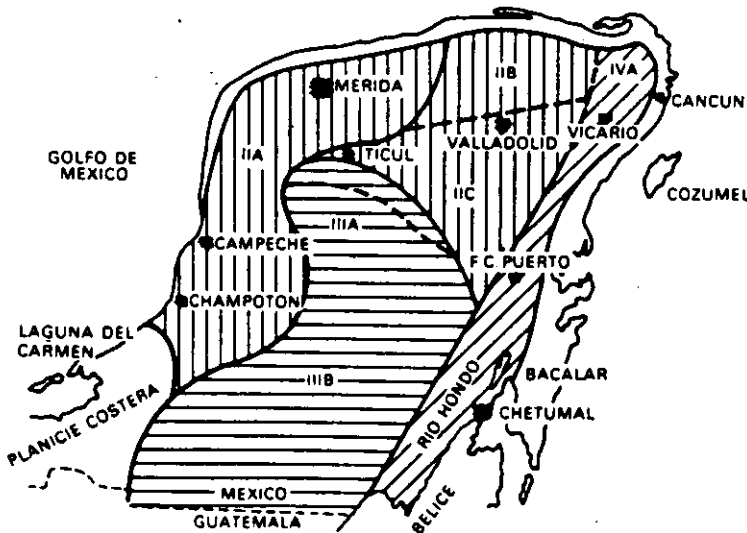 IIB
IVA
MERIDA
CANCUN
VALLADOLID
VICARIO
GOLFO DE
MEXICO
IIA
TICUL
COZUMEL
IIC
IIIA
CAMPECHE
F.C. PUERTO
CHAMPOTON
LAGUNA DEL
CARMEN
IIIB
BACALAR
CHETUMAL
RIO HONDO
PLANICIE COSTERA
MEXICO
GUATEMALA
BELICE